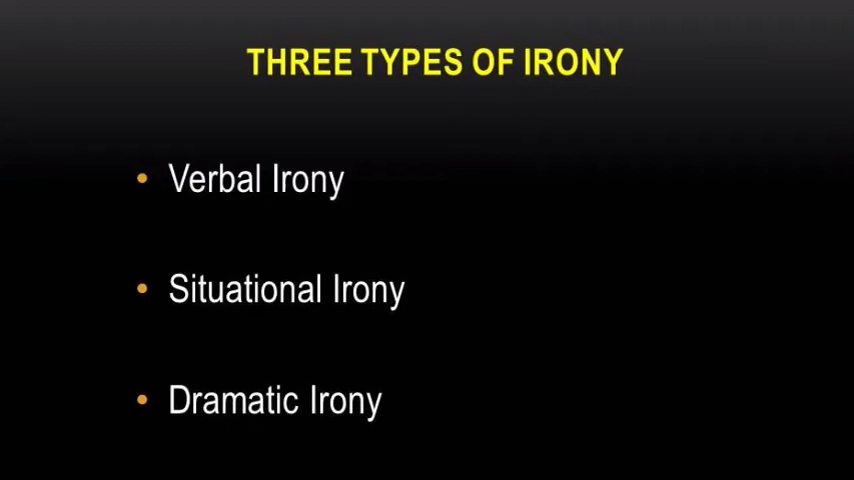 THREE TYPES OF IRONY
• Verbal Irony
• Situational Irony
• Dramatic Irony